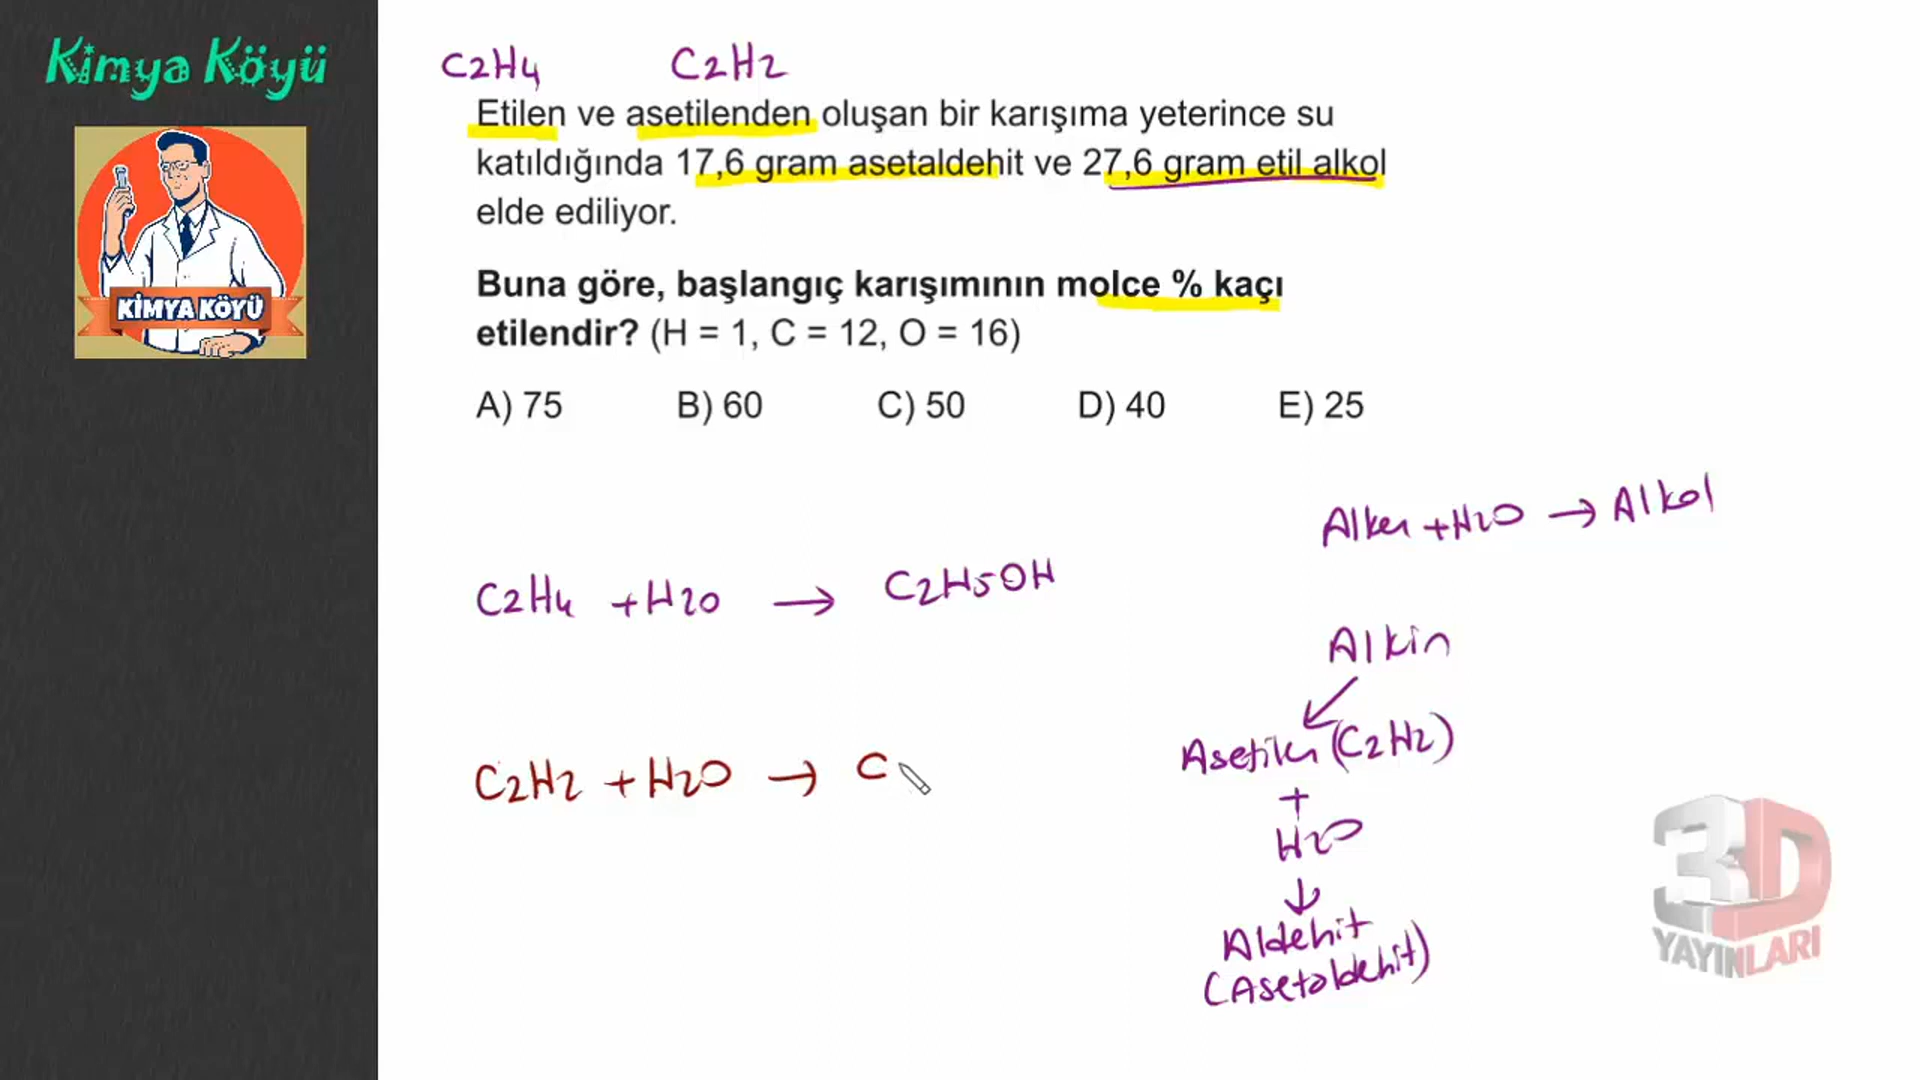 Kimya Köyü
KİMYA KÖYÜ
C2H4 C2H2
Etilen ve asetilenden oluşan bir karışıma yeterince su
katıldığında 17,6 gram asetaldehit ve 27,6 gram etil alkol
elde ediliyor.
Buna göre, başlangıç karışımının molce % kaçı
etilendir? (H = 1, C = 12, O = 16)
A) 75 B) 60 C) 50 D) 40 E) 25
Alken +H2O → Alkol
C2H4 +H2O → C2H5OH
Alkin
Asetilen (C2H2)
+
H2O
↓
Aldehit
(Asetaldehit)
C2H2 +H2O → C
3D
YAYINLARI